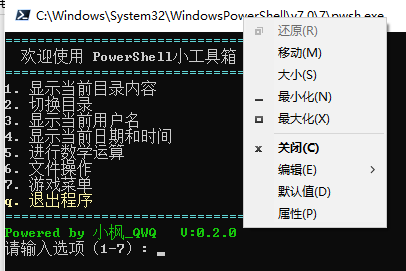 C:\Windows\System32\WindowsPowerShell\v7.0\7\pwsh.exe
欢迎使用 PowerShell小工具箱
1. 显示当前目录内容
2. 切换目录
3. 显示当前用户名
4. 显示当前日期和时间
5. 进行数学运算
6. 文件操作
7. 游戏菜单
q. 退出程序
Powered by 小枫_QWQ V:0.2.0
请输入选项 (1-7) : _
还原(R)
移动(M)
大小(S)
最小化(N)
最大化(X)
关闭(C)
编辑(E)
默认值(D)
属性(P)